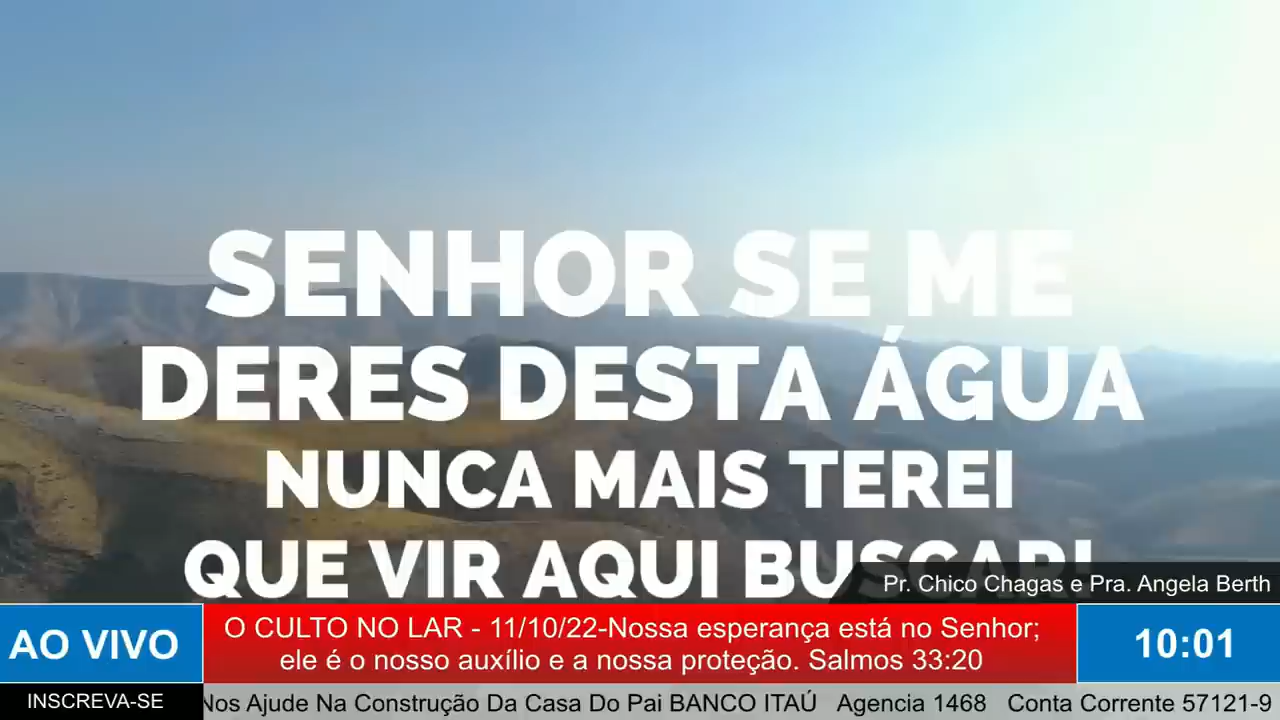 SENHOR SE ME
DERES DESTA ÁGUA
NUNCA MAIS TEREI
QUE VIR AQUI BUSCAR!
Pr. Chico Chagas e Pra. Angela Berth
AO VIVO
O CULTO NO LAR - 11/10/22-Nossa esperança está no Senhor;
ele é o nosso auxílio e a nossa proteção. Salmos 33:20
10:01
INSCREVA-SE
Nos Ajude Na Construção Da Casa Do Pai BANCO ITAÚ Agencia 1468 Conta Corrente 57121-9